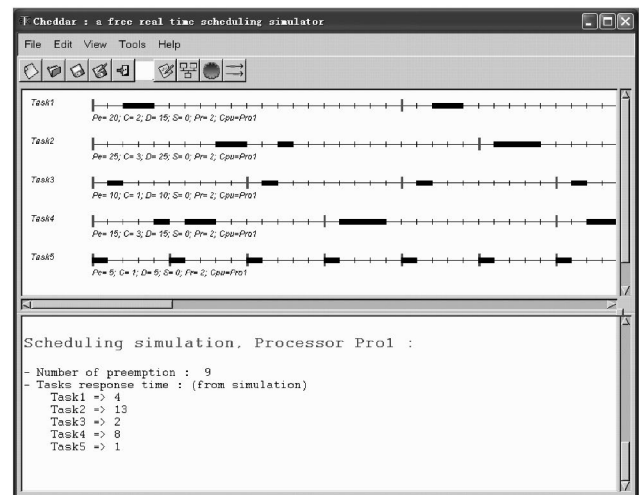 Cheddar : a free real time scheduling simulator
File Edit View Tools Help
Task1
Pe= 20; C= 2; D= 15; S= 0; Pr= 2; Cpu=Pro1
Task2
Pe= 25; C= 3; D= 25; S= 0; Pr= 2; Cpu=Pro1
Task3
Pe= 10; C= 1; D= 10; S= 0; Pr= 2; Cpu=Pro1
Task4
Pe= 15; C= 3; D= 15; S= 0; Pr= 2; Cpu=Pro1
Task5
Pe= 5; C= 1; D= 5; S= 0; Pr= 2; Cpu=Pro1
Scheduling simulation, Processor Pro1 :
- Number of preemption : 9
- Tasks response time : (from simulation)
Task1 => 4
Task2 => 13
Task3 => 2
Task4 => 8
Task5 => 1